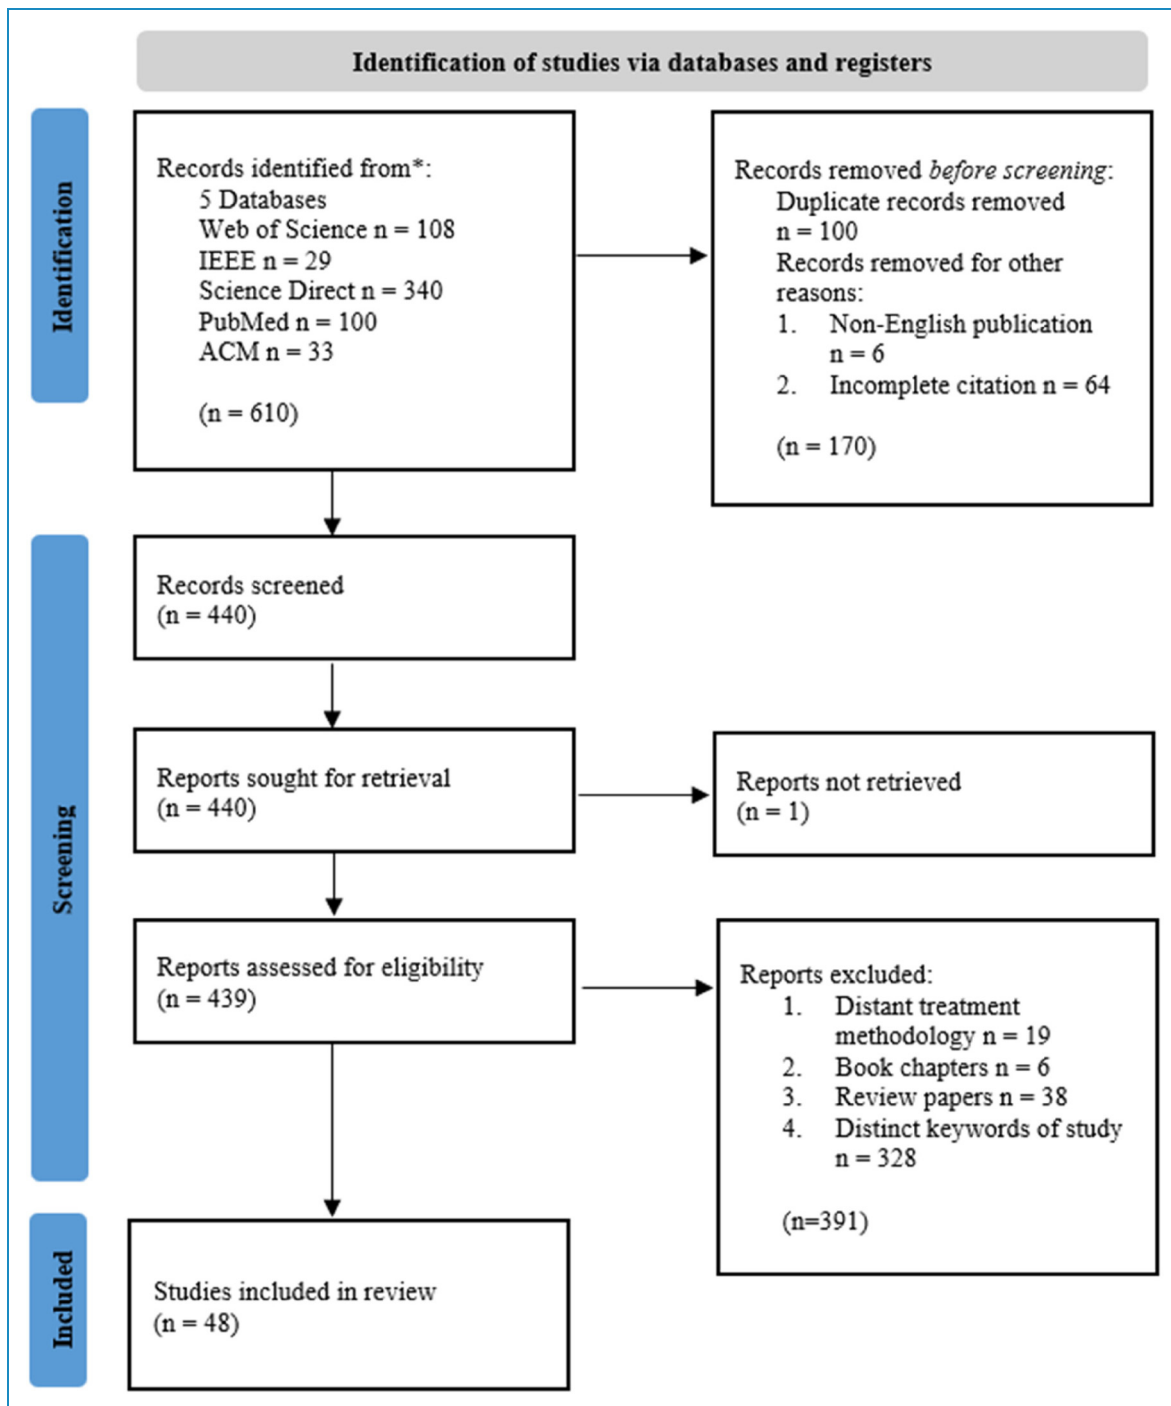 Identification of studies via databases and registers
Identification
Records identified from*:
5 Databases
Web of Science n = 108
IEEE n = 29
Science Direct n = 340
PubMed n = 100
ACM n = 33
(n = 610)
Records removed before screening:
Duplicate records removed
n = 100
Records removed for other
reasons:
1. Non-English publication
n = 6
2. Incomplete citation n = 64
(n = 170)
Screening
Records screened
(n = 440)
Reports sought for retrieval
(n = 440)
Reports not retrieved
(n = 1)
Reports assessed for eligibility
(n = 439)
Reports excluded:
1. Distant treatment
methodology n = 19
2. Book chapters n = 6
3. Review papers n = 38
4. Distinct keywords of study
n = 328
(n=391)
Included
Studies included in review
(n = 48)